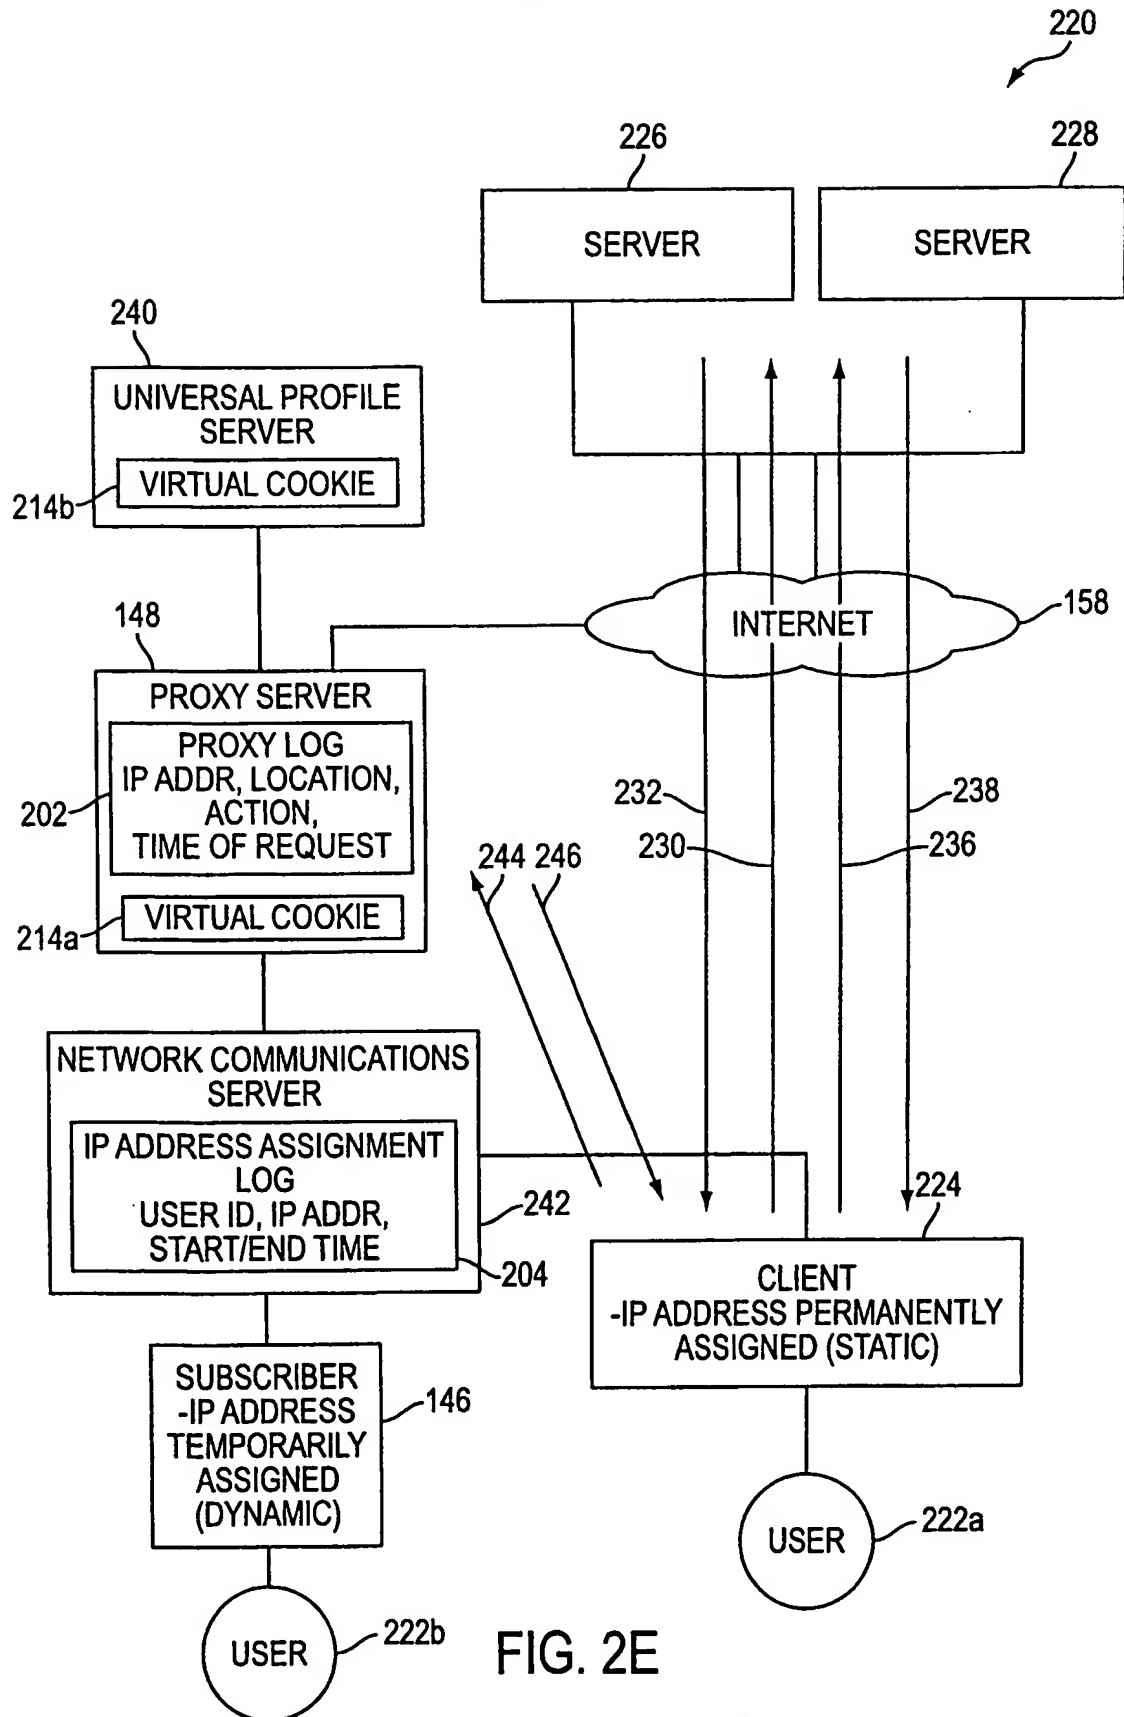 220
226
228
SERVER
SERVER
240
UNIVERSAL PROFILE
SERVER
VIRTUAL COOKIE
214b
148
INTERNET
158
PROXY SERVER
PROXY LOG
IP ADDR, LOCATION,
ACTION,
TIME OF REQUEST
202
232
238
230
236
244
246
VIRTUAL COOKIE
214a
NETWORK COMMUNICATIONS
SERVER
IP ADDRESS ASSIGNMENT
LOG
USER ID, IP ADDR,
START/END TIME
242
204
224
CLIENT
-IP ADDRESS PERMANENTLY
ASSIGNED (STATIC)
SUBSCRIBER
-IP ADDRESS
TEMPORARILY
ASSIGNED
(DYNAMIC)
146
USER
222a
USER
222b
FIG. 2E